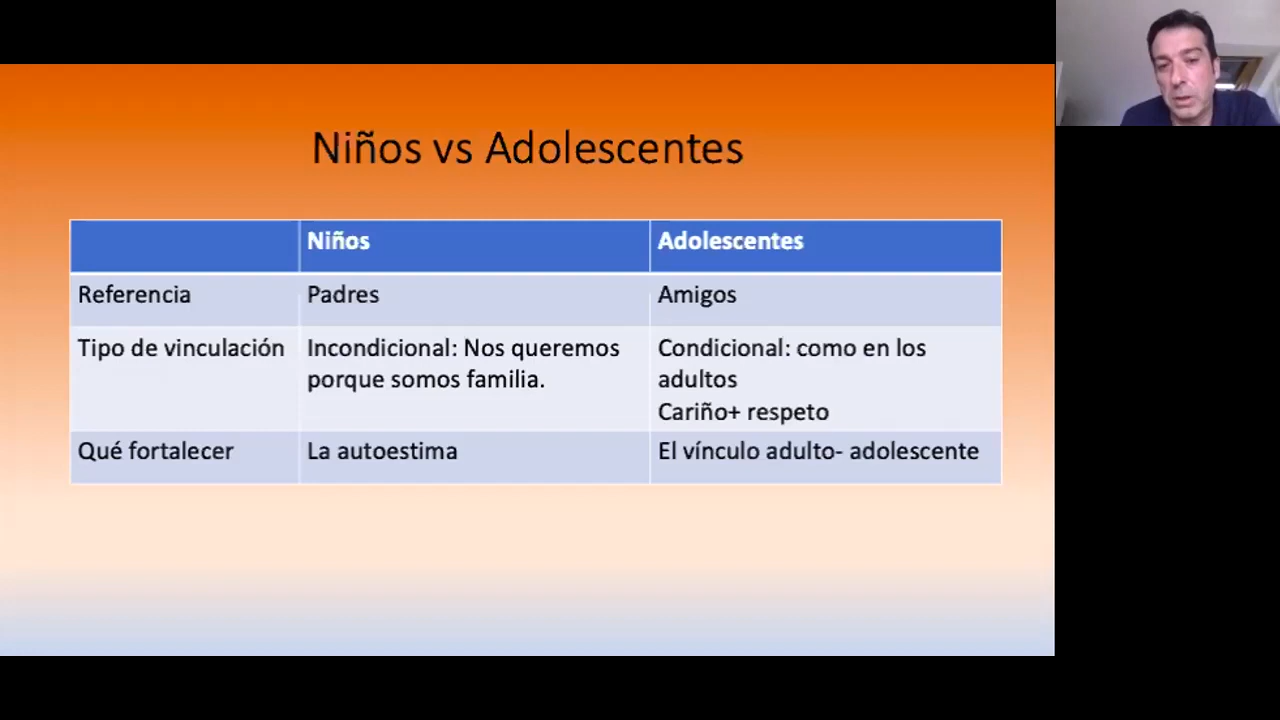 Niños vs Adolescentes
Niños
Adolescentes
Referencia
Padres
Amigos
Tipo de vinculación
Incondicional: Nos queremos
porque somos familia.
Condicional: como en los
adultos
Cariño+ respeto
Qué fortalecer
La autoestima
El vínculo adulto- adolescente